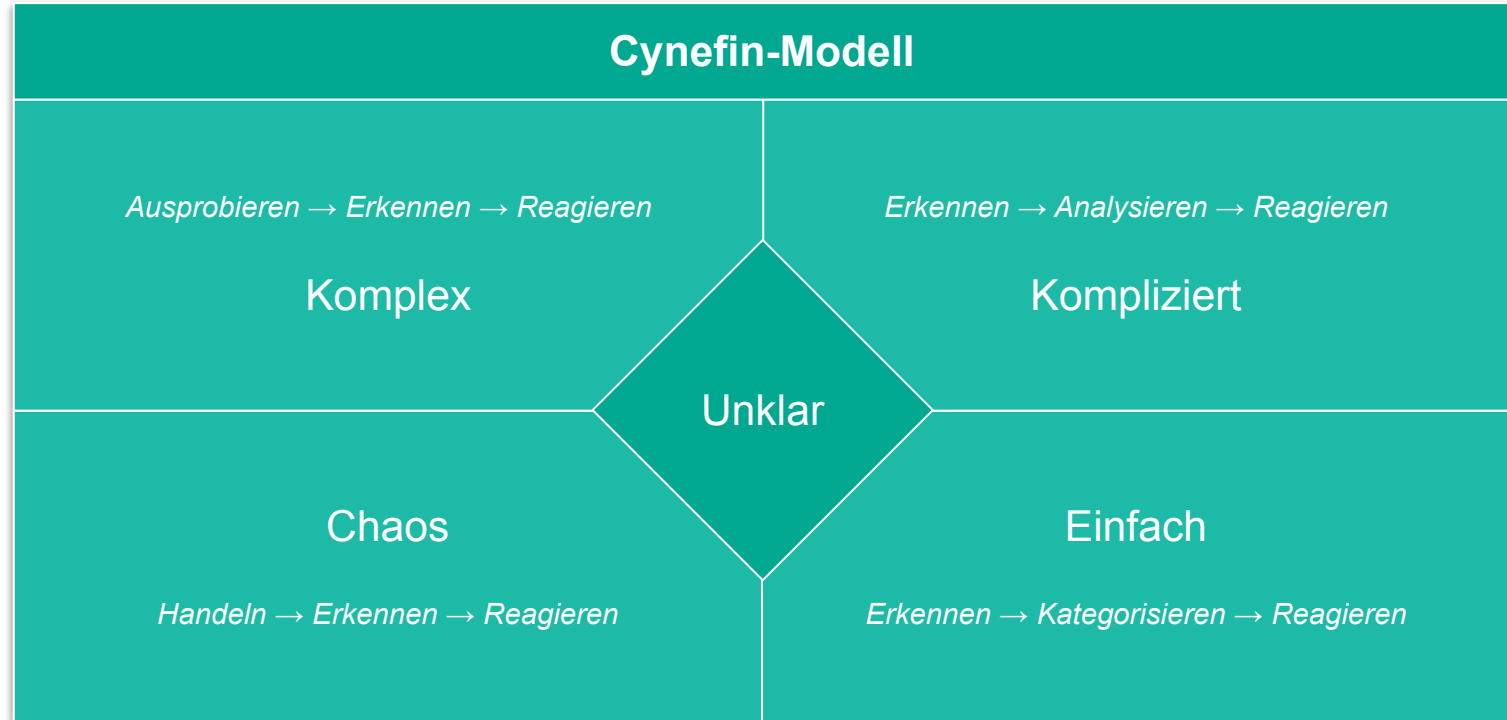 Cynefin-Modell
Ausprobieren → Erkennen → Reagieren
Komplex
Erkennen → Analysieren → Reagieren
Kompliziert
Unklar
Chaos
Handeln → Erkennen → Reagieren
Einfach
Erkennen → Kategorisieren → Reagieren